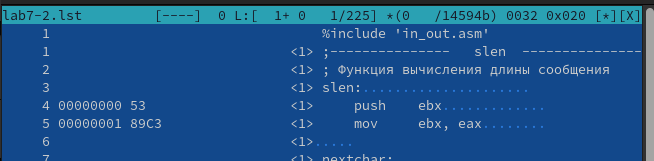 lab7-2.lst [----] 0 L:[ 1+ 0 1/225] *(0 /14594b) 0032 0x020 [*][X]
1 %include 'in_out.asm'
1 <1> ;--------------- slen ---------------
2 <1> ; Функция вычисления длины сообщения
3 <1> slen:.....................
4 00000000 53 <1> push ebx.............
5 00000001 89C3 <1> mov ebx, eax........
6 <1>.....
7 <1> nextchar: